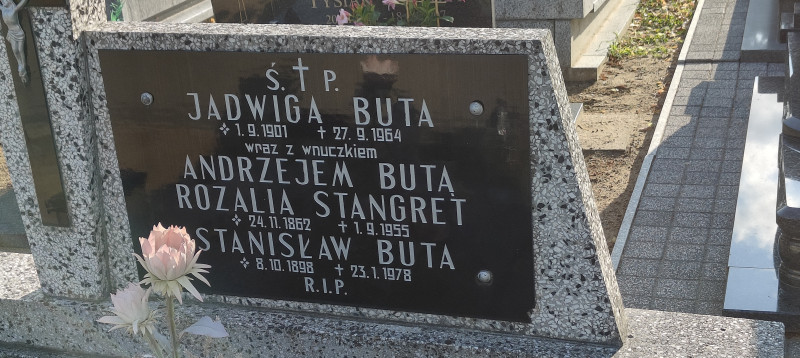 Ś.†P.
JADWIGA BUTA
✣ 1.9.1901 † 27.9.1964
wraz z wnuczkiem
ANDRZEJEM BUTĄ
ROZALIA STANGRET
✣ 24.11.1862 † 1.9.1955
STANISŁAW BUTA
✣ 8.10.1898 † 23.1.1978
R.I.P.